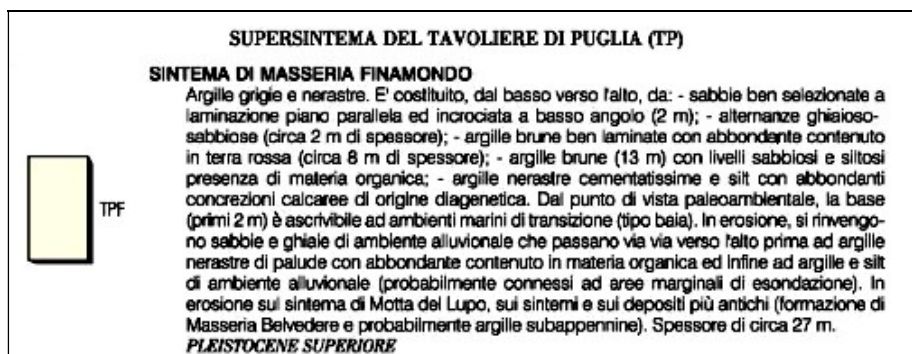 SUPERSINTEMA DEL TAVOLIERE DI PUGLIA (TP)
SINTEMA DI MASSERIA FINAMONDO
Argille grigie e nerastre. E' costituito, dal basso verso l'alto, da: - sabbie ben selezionate a
laminazione piano parallela ed incrociata a basso angolo (2 m); - alternanze ghiaioso-
sabbiose (circa 2 m di spessore); - argille brune ben laminate con abbondante contenuto
in terra rossa (circa 8 m di spessore); - argille brune (13 m) con livelli sabbiosi e siltosi
presenza di materia organica; - argille nerastre cementatissime e silt con abbondanti
concrezioni calcaree di origine diagenetica. Dal punto di vista paleoambientale, la base
(primi 2 m) è ascrivibile ad ambienti marini di transizione (tipo baia). In erosione, si rinvengo-
no sabbie e ghiaie di ambiente alluvionale che passano via via verso l'alto prima ad argille
nerastre di palude con abbondante contenuto in materia organica ed infine ad argille e silt
di ambiente alluvionale (probabilmente connessi ad aree marginali di esondazione). In
erosione sul sintema di Motta del Lupo, sui sintemi e sui depositi più antichi (formazione di
Masseria Belvedere e probabilmente argille subappennine). Spessore di circa 27 m.
PLEISTOCENE SUPERIORE
TPF